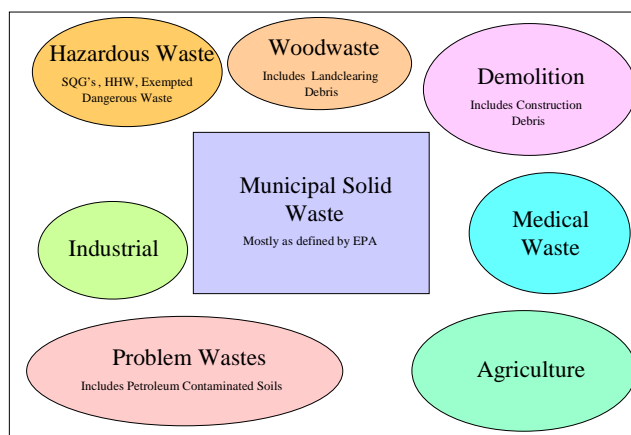 Hazardous Waste
SQG's , HHW, Exempted
Dangerous Waste
Woodwaste
Includes Landclearing
Debris
Demolition
Includes Construction
Debris
Municipal Solid
Waste
Mostly as defined by EPA
Industrial
Medical
Waste
Problem Wastes
Includes Petroleum Contaminated Soils
Agriculture